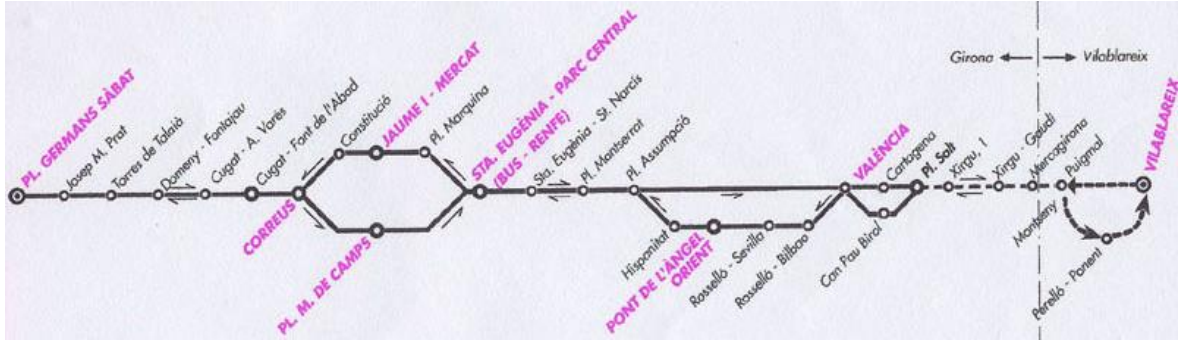 PL. GERMANS SÀBAT
Josep M. Prat
Torres de Taialà
Domeny - Fontajau
Cugat - A. Varés
Cugat - Font de l'Abad
CORREUS
Constitució
JAUME I - MERCAT
Pl. Marquina
PL. M. DE CAMPS
STA. EUGÈNIA - PARC CENTRAL
(BUS - RENFE)
Sta. Eugènia - St. Narcís
Pl. Montserrat
Pl. Assumpció
Hispanitat
PONT DE L'ÀNGEL
ORIENT
Rosselló - Sevilla
Rosselló - Bilbao
VALÈNCIA
Cartagena
Can Pau Birol
Pl. Salt
Xirgu, 1
Xirgu - Gaudí
Mercagirona
Girona
Vilablareix
Puigmal
Montseny
Perelló - Ponent
VILABLAREIX